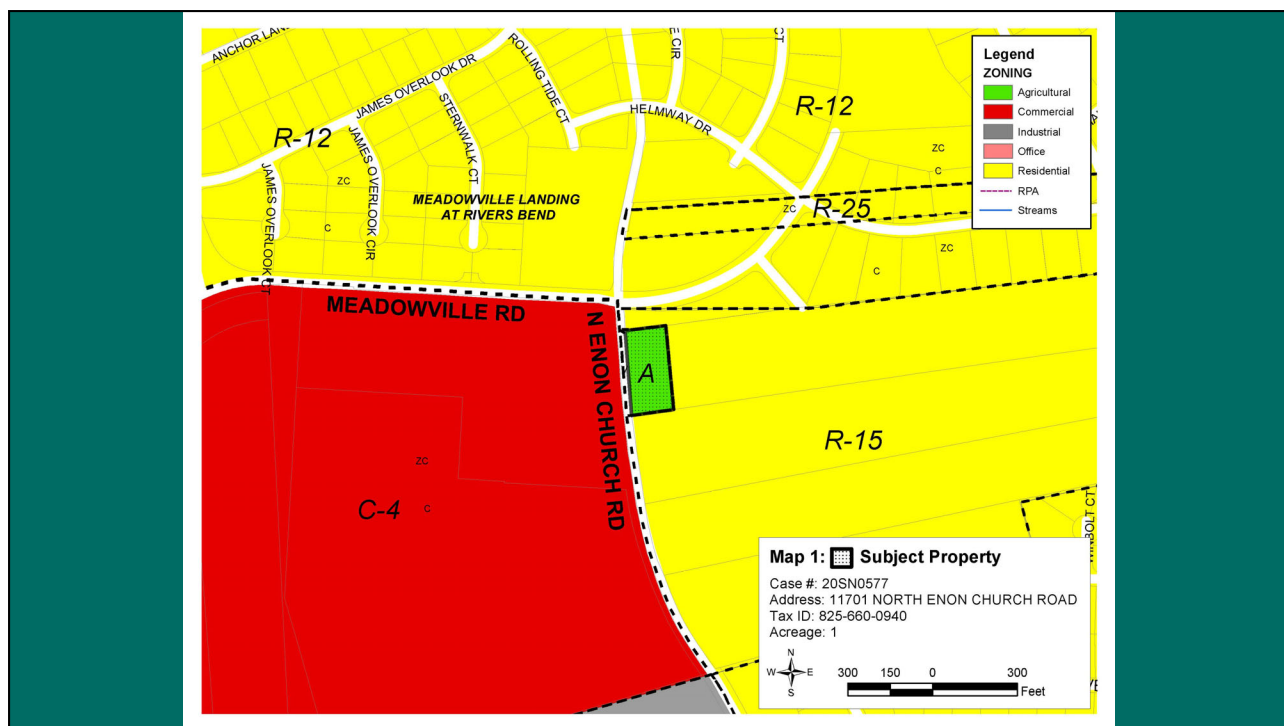 ANCHOR LAN
JAMES OVERLOOK DR
ROLLING TIDE CT
E CIR
CT
HELMWAY DR
STERNWALK CT
R-12
R-12
JAMES OVERLOOK CT
JAMES OVERLOOK CIR
ZC
C
MEADOWVILLE LANDING
AT RIVERS BEND
ZC
C
ZC
R-25
ZC
C
Legend
ZONING
Agricultural
Commercial
Industrial
Office
Residential
RPA
Streams
MEADOWVILLE RD
N ENON CHURCH RD
A
R-15
ZC
C-4
C
Map 1: Subject Property
Case #: 20SN0577
Address: 11701 NORTH ENON CHURCH ROAD
Tax ID: 825-660-0940
Acreage: 1
N
W E
S
300 150 0 300
Feet